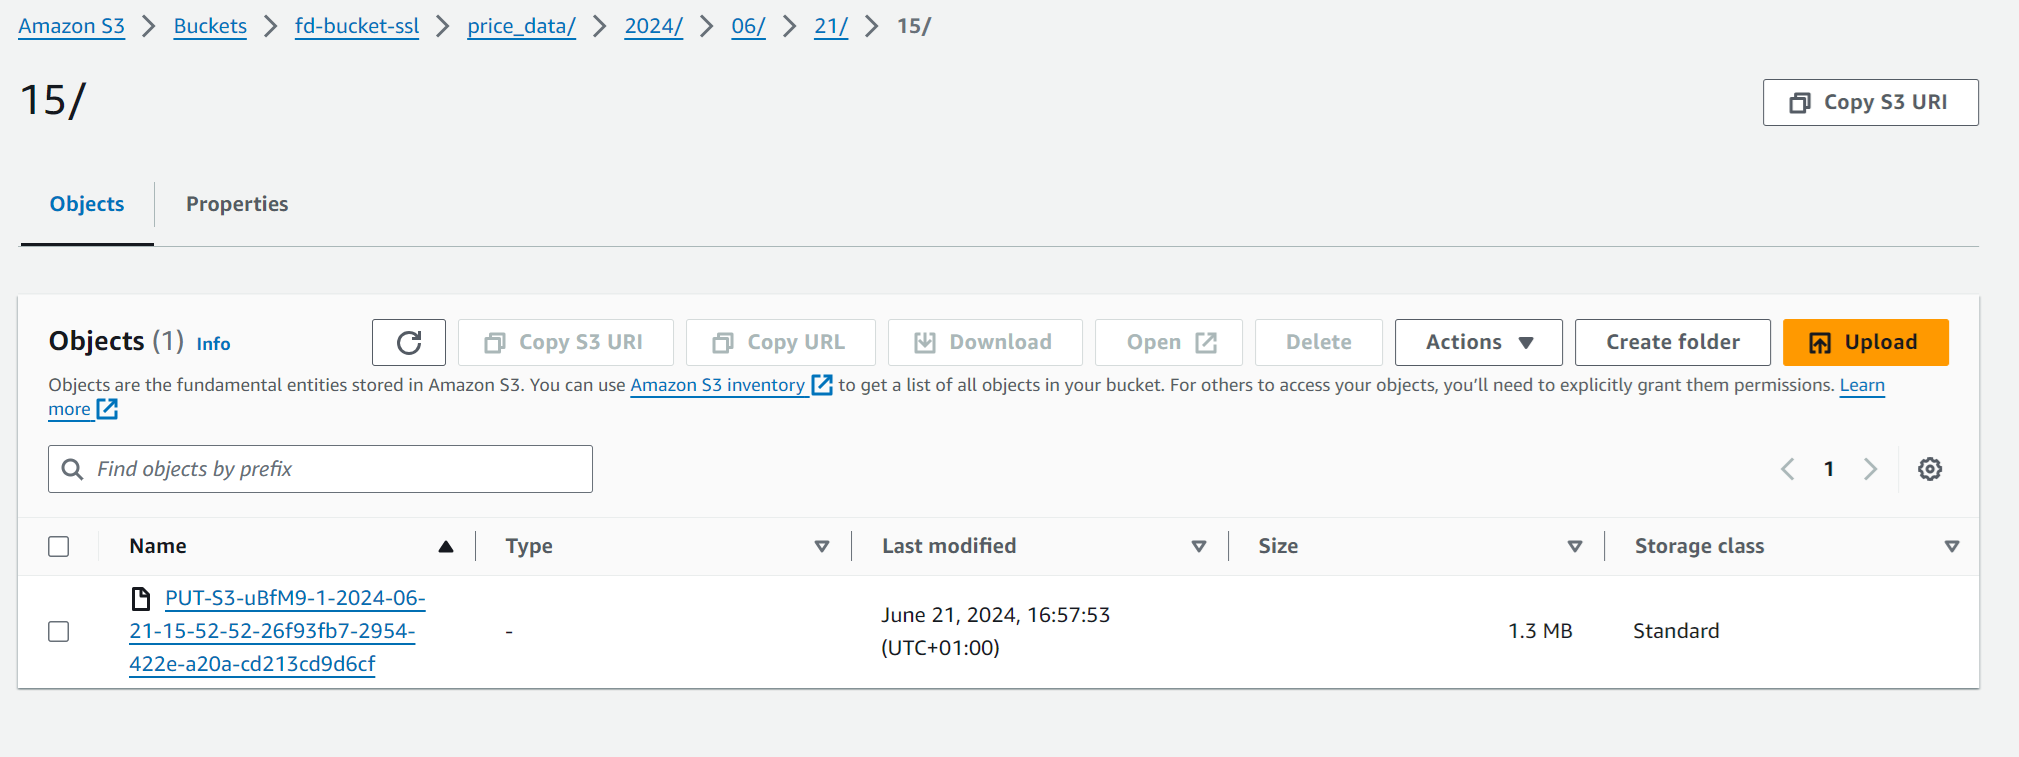 Amazon S3 > Buckets > fd-bucket-ssl > price_data/ > 2024/ > 06/ > 21/ > 15/
15/
Copy S3 URI
Objects Properties
Objects (1) Info Copy S3 URI Copy URL Download Open Delete Actions Create folder Upload
Objects are the fundamental entities stored in Amazon S3. You can use Amazon S3 inventory to get a list of all objects in your bucket. For others to access your objects, you’ll need to explicitly grant them permissions. Learn
more
Find objects by prefix
1
Name Type Last modified Size Storage class
PUT-S3-uBfM9-1-2024-06-
21-15-52-52-26f93fb7-2954-
422e-a20a-cd213cd9d6cf
-
June 21, 2024, 16:57:53
(UTC+01:00)
1.3 MB
Standard